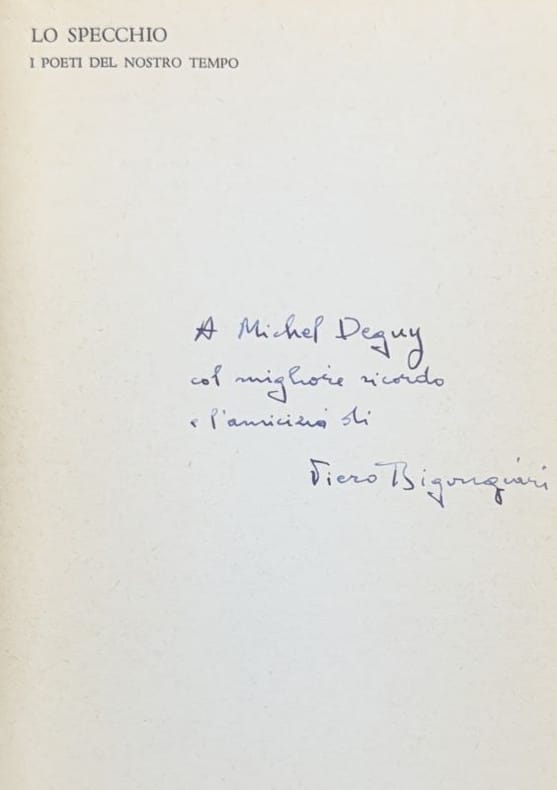 LO SPECCHIO
I POETI DEL NOSTRO TEMPO
A Michel Deguy
col migliore ricordo
e l'amicizia di
Piero Bigongiari